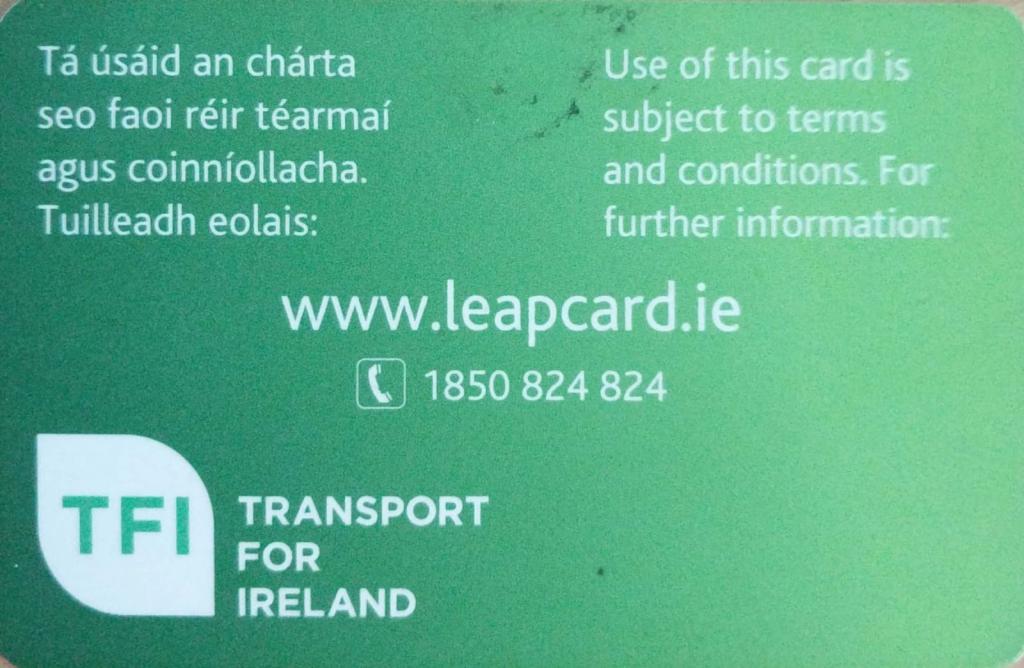 Tá úsáid an chárta
seo faoi réir téarmaí
agus coinníollacha.
Tuilleadh eolais:
Use of this card is
subject to terms
and conditions. For
further information:
www.leapcard.ie
1850 824 824
TFI
TRANSPORT
FOR
IRELAND